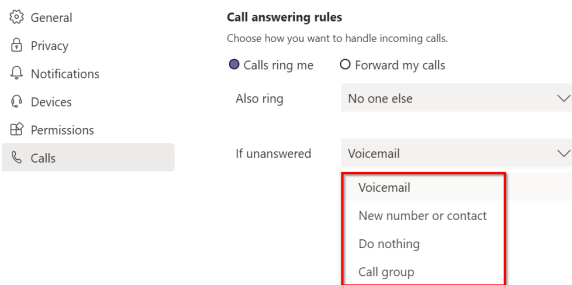 General
Privacy
Notifications
Devices
Permissions
Calls
Call answering rules
Choose how you want to handle incoming calls.
Calls ring me Forward my calls
Also ring No one else
If unanswered Voicemail
Voicemail
New number or contact
Do nothing
Call group